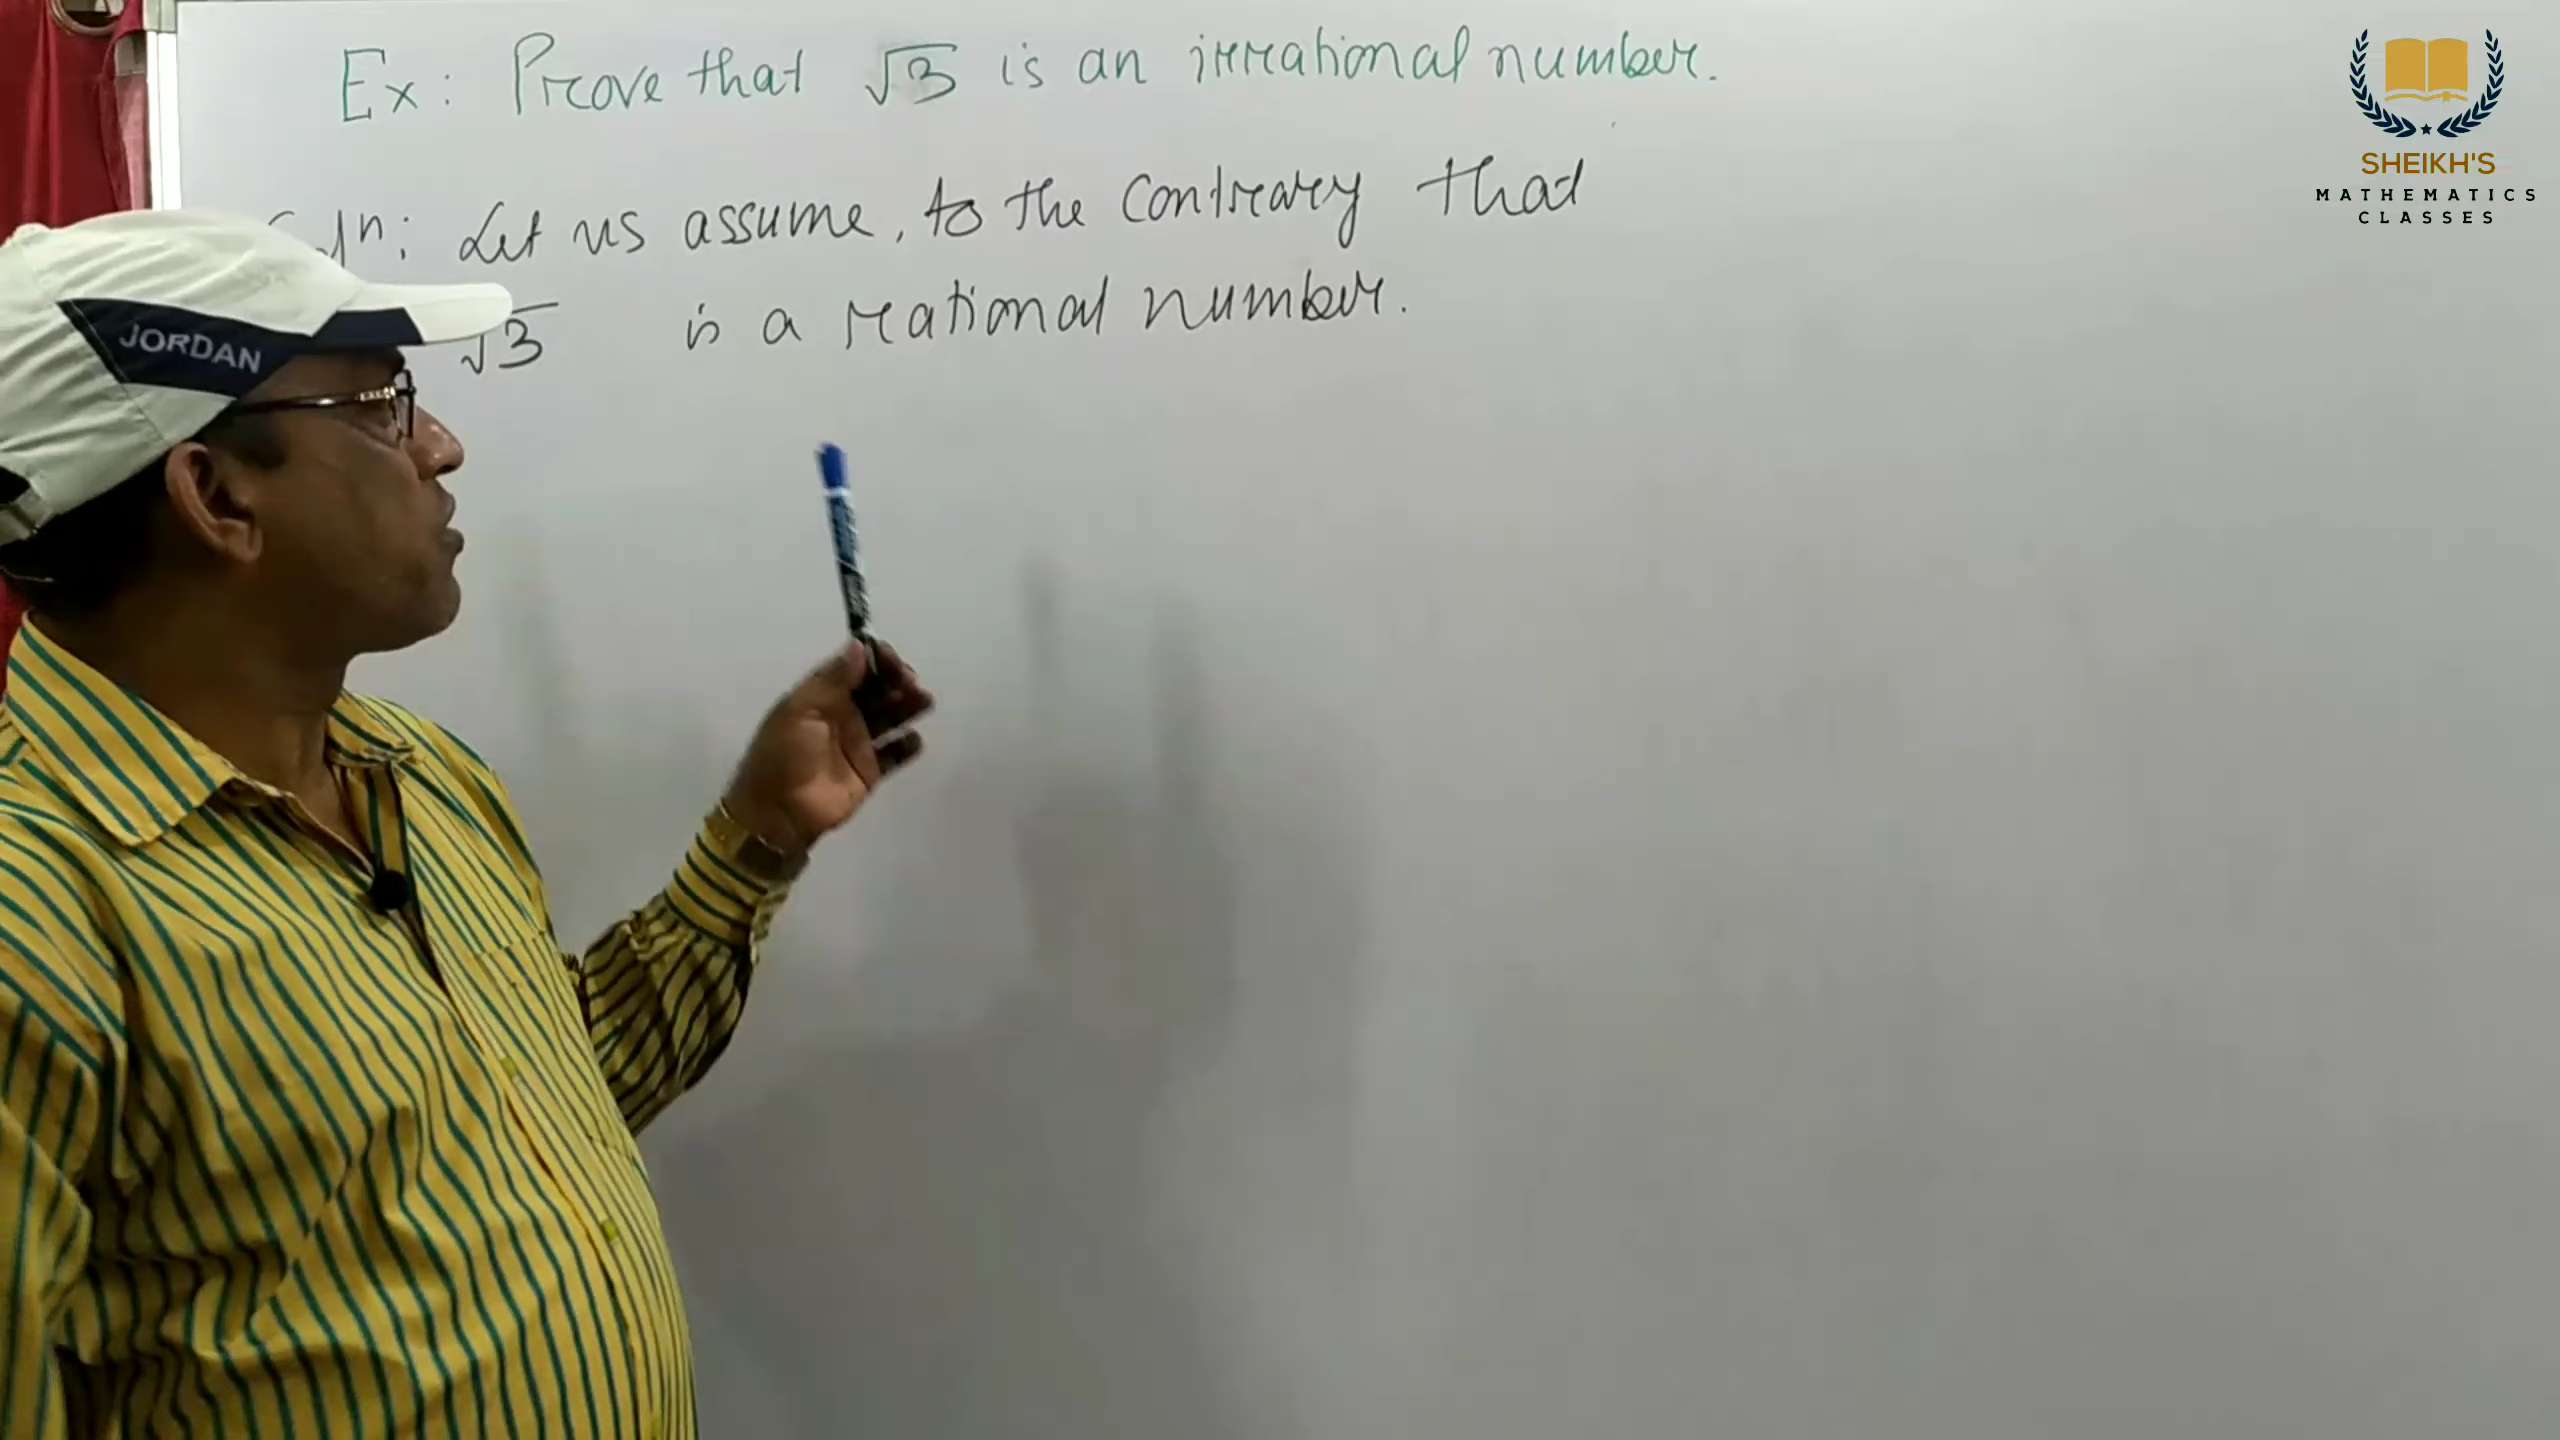 Ex: Prove that √3 is an irrational number.
Let us assume, to the contrary that
√3 is a rational number.
JORDAN
SHEIKH'S
MATHEMATICS
CLASSES